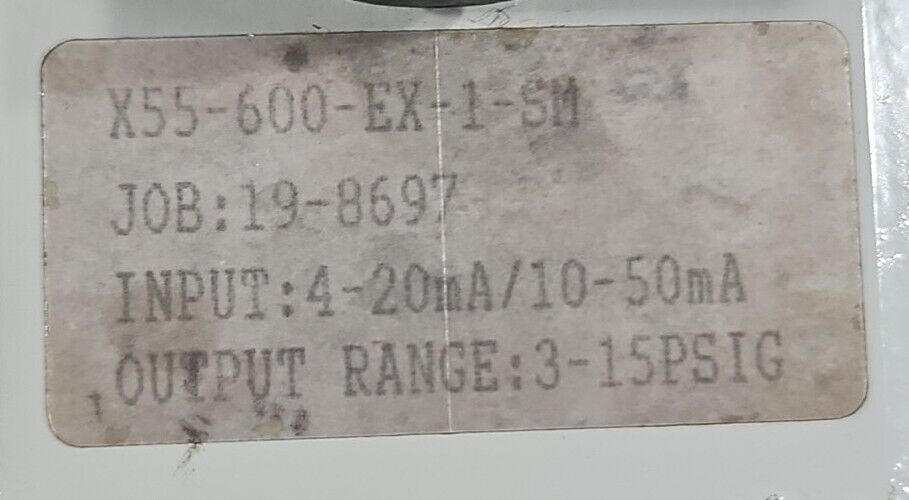 X55-600-EX-1-SM
JOB:19-8697
INPUT:4-20mA/10-50mA
OUTPUT RANGE:3-15PSIG